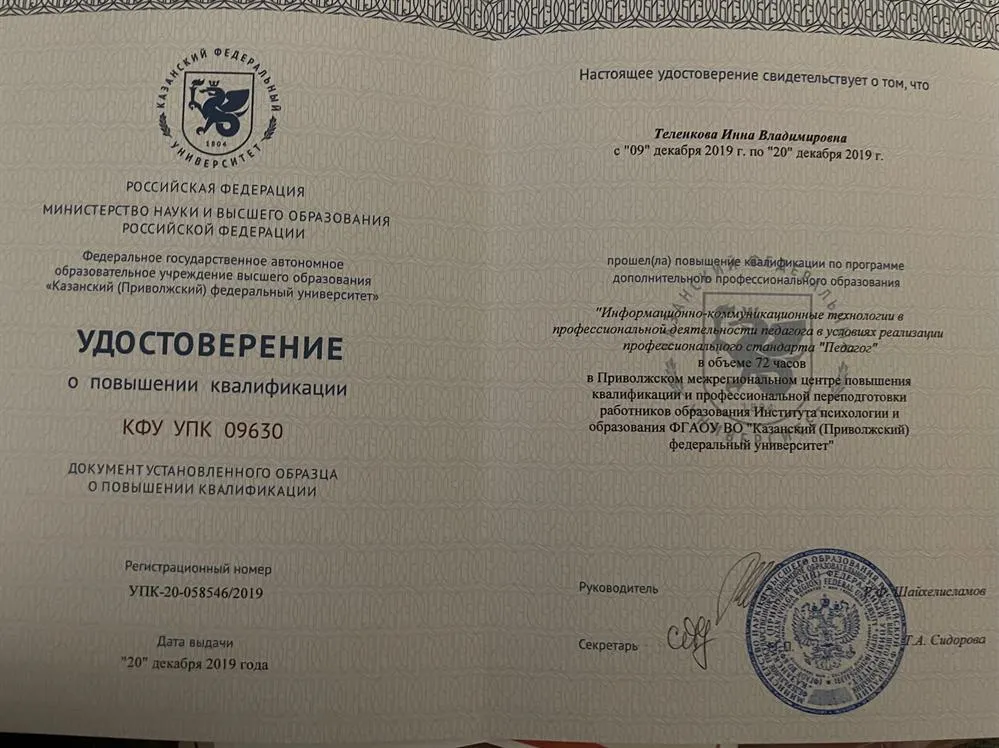 КАЗАНСКИЙ ФЕДЕРАЛЬНЫЙ
1804
УНИВЕРСИТЕТ
РОССИЙСКАЯ ФЕДЕРАЦИЯ
МИНИСТЕРСТВО НАУКИ И ВЫСШЕГО ОБРАЗОВАНИЯ
РОССИЙСКОЙ ФЕДЕРАЦИИ
Федеральное государственное автономное
образовательное учреждение высшего образования
«Казанский (Приволжский) федеральный университет»
УДОСТОВЕРЕНИЕ
о повышении квалификации
КФУ УПК 09630
ДОКУМЕНТ УСТАНОВЛЕННОГО ОБРАЗЦА
О ПОВЫШЕНИИ КВАЛИФИКАЦИИ
Регистрационный номер
УПК-20-058546/2019
Дата выдачи
"20" декабря 2019 года
Настоящее удостоверение свидетельствует о том, что
Теленкова Инна Владимировна
с "09" декабря 2019 г. по "20" декабря 2019 г.
прошел(ла) повышение квалификации по программе
дополнительного профессионального образования
"Информационно-коммуникационные технологии в
профессиональной деятельности педагога в условиях реализации
профессионального стандарта "Педагог"
в объеме 72 часов
в Приволжском межрегиональном центре повышения
квалификации и профессиональной переподготовки
работников образования Института психологии и
образования ФГАОУ ВО "Казанский (Приволжский)
федеральный университет"
Руководитель
Шайхелисламов
Секретарь
Т.А. Сидорова